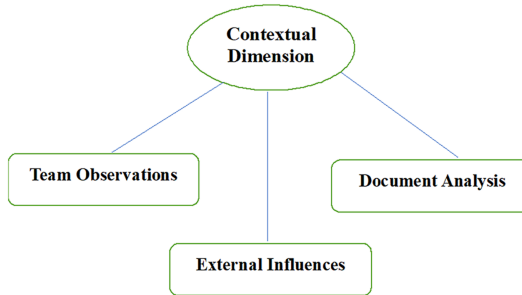 Contextual
Dimension
Team Observations
Document Analysis
External Influences